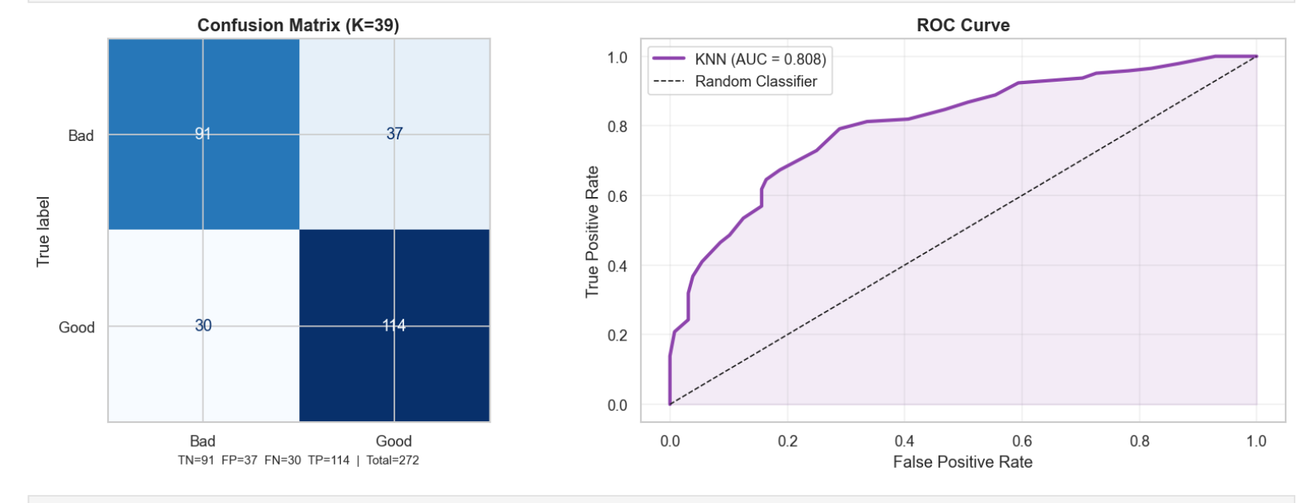 Confusion Matrix (K=39)
True label
Bad
Good
91
37
30
114
Bad
Good
TN=91 FP=37 FN=30 TP=114 | Total=272
ROC Curve
KNN (AUC = 0.808)
Random Classifier
True Positive Rate
1.0
0.8
0.6
0.4
0.2
0.0
0.0
0.2
0.4
0.6
0.8
1.0
False Positive Rate